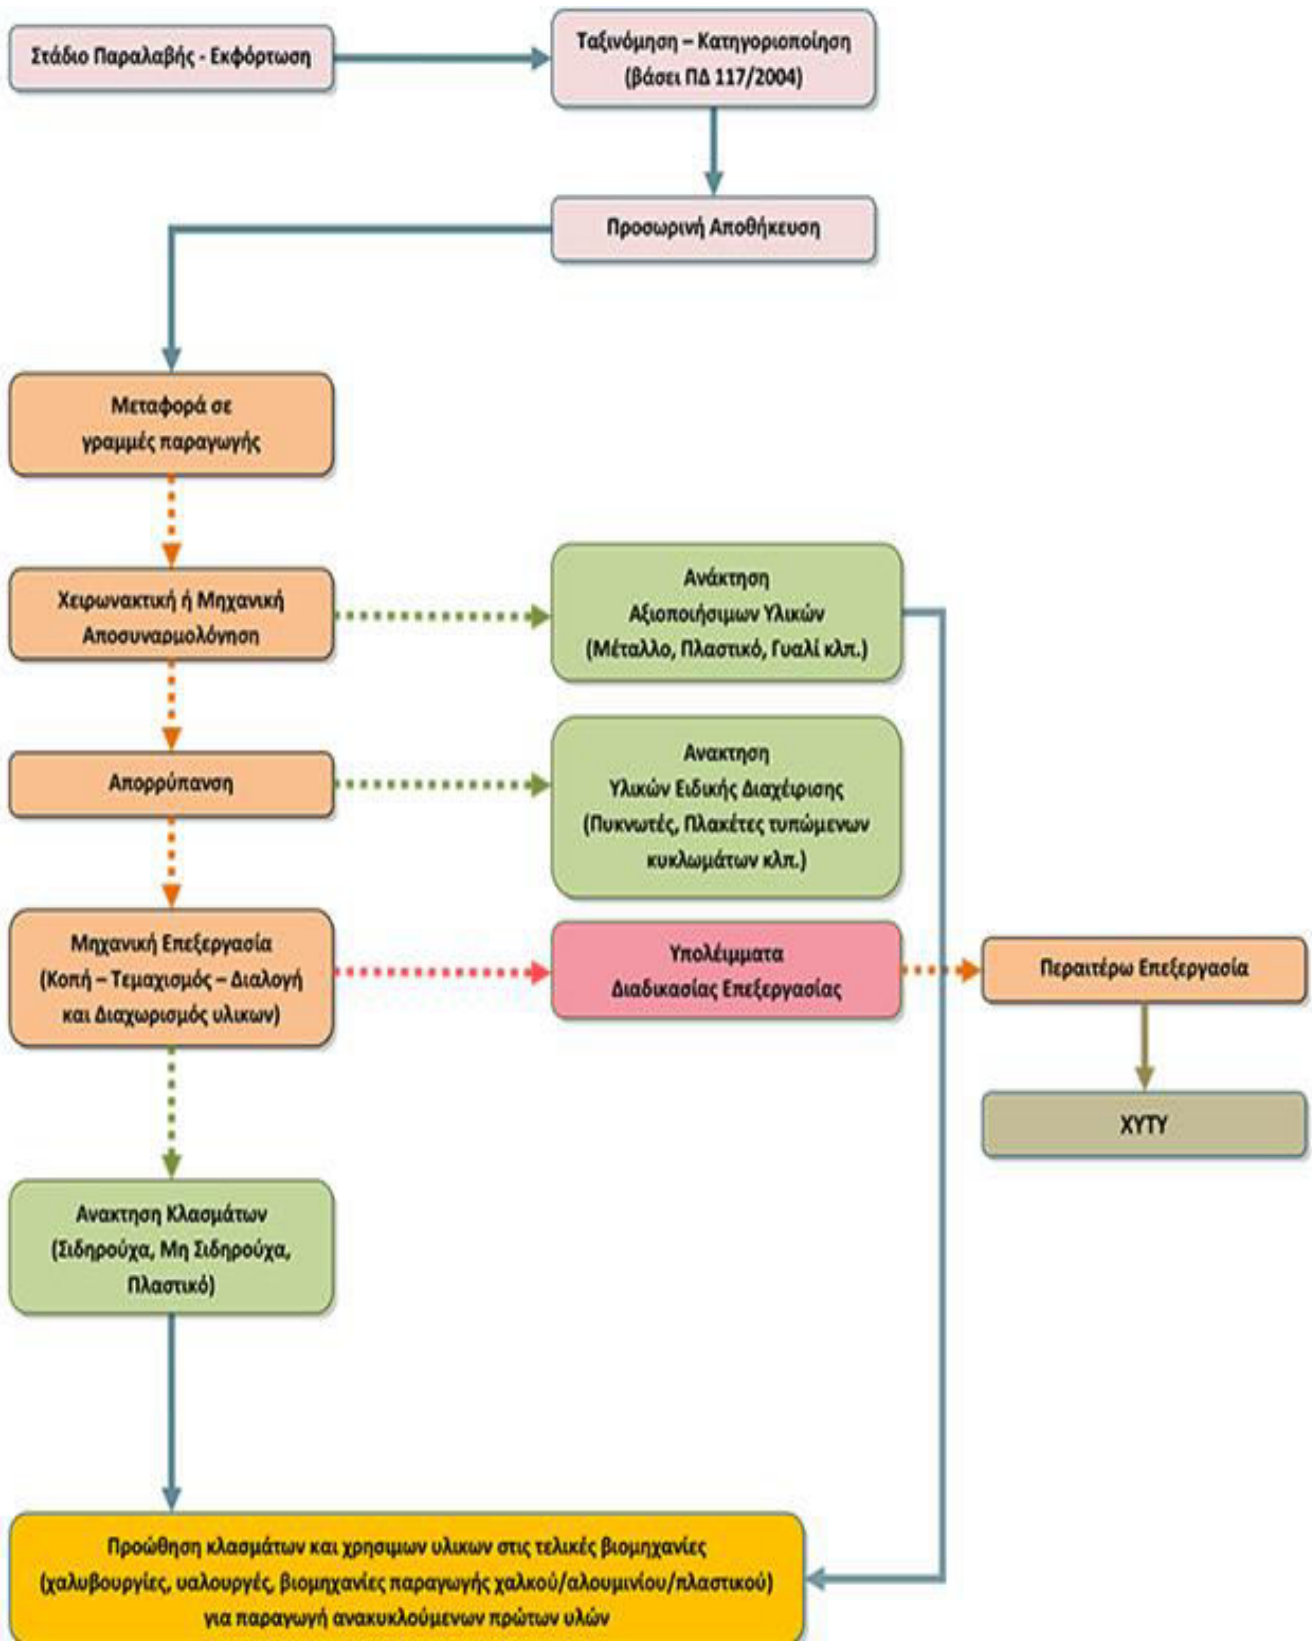 Στάδιο Παραλαβής - Εκφόρτωση
Ταξινόμηση – Κατηγοριοποίηση
(βάσει ΠΔ 117/2004)
Προσωρινή Αποθήκευση
Μεταφορά σε
γραμμές παραγωγής
Χειρωνακτική ή Μηχανική
Αποσυναρμολόγηση
Ανάκτηση
Αξιοποιήσιμων Υλικών
(Μέταλλο, Πλαστικό, Γυαλί κλπ.)
Απορρύπανση
Ανακτηση
Υλικών Ειδικής Διαχέιρισης
(Πυκνωτές, Πλακέτες τυπώμενων
κυκλωμάτων κλπ.)
Μηχανική Επεξεργασία
(Κοπή – Τεμαχισμός – Διαλογή
και Διαχωρισμός υλικων)
Υπολέιμματα
Διαδικασίας Επεξεργασίας
Περαιτέρω Επεξεργασία
ΧΥΤΥ
Ανακτηση Κλασμάτων
(Σιδηρούχα, Μη Σιδηρούχα,
Πλαστικό)
Προώθηση κλασμάτων και χρησιμων υλικων στις τελικές βιομηχανίες
(χαλυβουργίες, υαλουργές, βιομηχανίες παραγωγής χαλκού/αλουμινίου/πλαστικού)
για παραγωγή ανακυκλούμενων πρώτων υλών